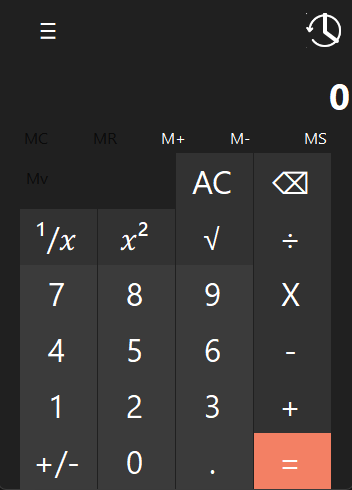 ☰
0
MC MR M+ M- MS
Mv AC ⌫
¹/x x² √ ÷
7 8 9 X
4 5 6 -
1 2 3 +
+/- 0 . =